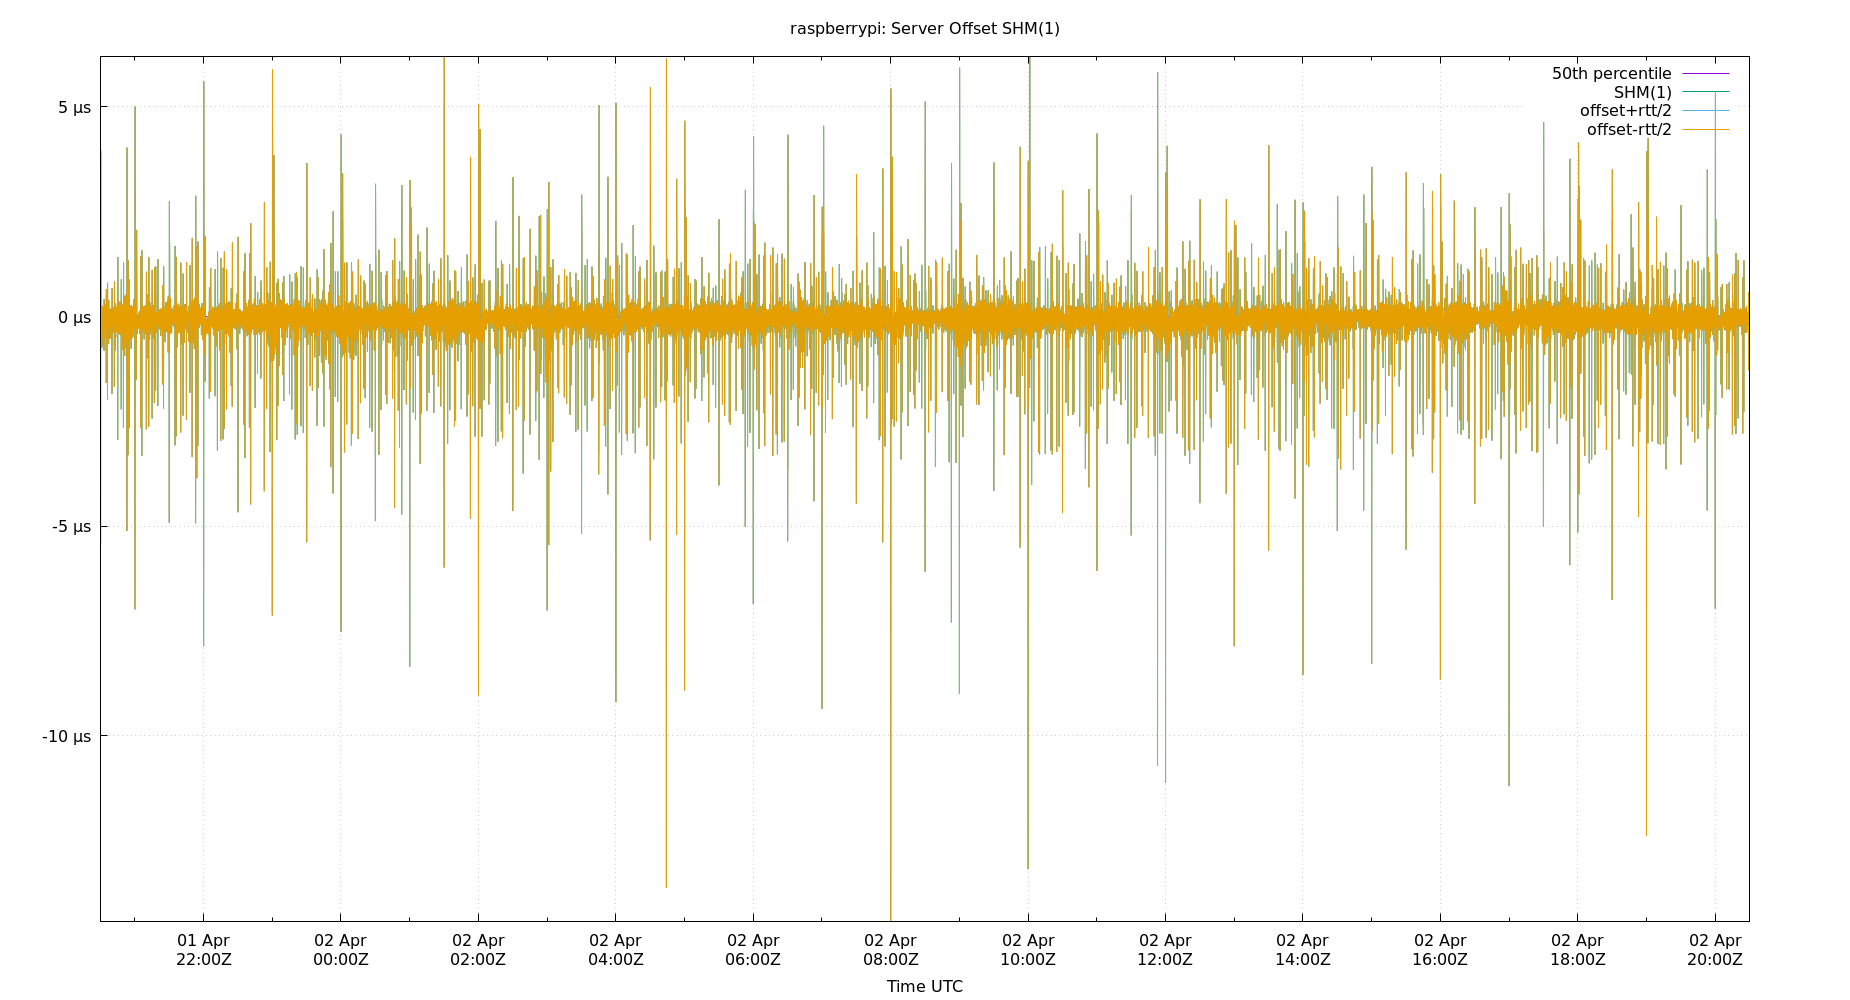 raspberrypi: Server Offset SHM(1)
50th percentile
SHM(1)
offset+rtt/2
offset-rtt/2
5 µs
0 µs
-5 µs
-10 µs
01 Apr 02 Apr 02 Apr 02 Apr 02 Apr 02 Apr 02 Apr 02 Apr 02 Apr 02 Apr 02 Apr 02 Apr
22:00Z 00:00Z 02:00Z 04:00Z 06:00Z 08:00Z 10:00Z 12:00Z 14:00Z 16:00Z 18:00Z 20:00Z
Time UTC